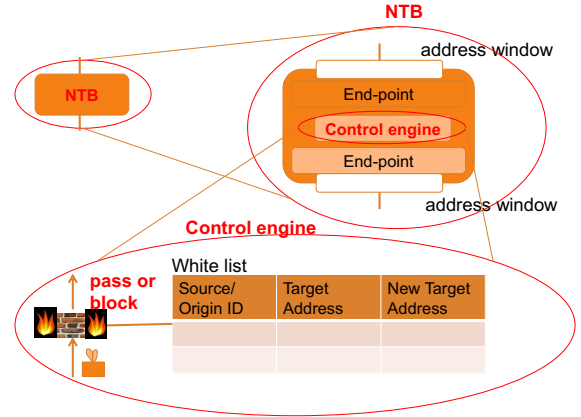 NTB
address window
NTB
End-point
Control engine
End-point
address window
Control engine
pass or
block
White list
Source/
Origin ID
Target
Address
New Target
Address